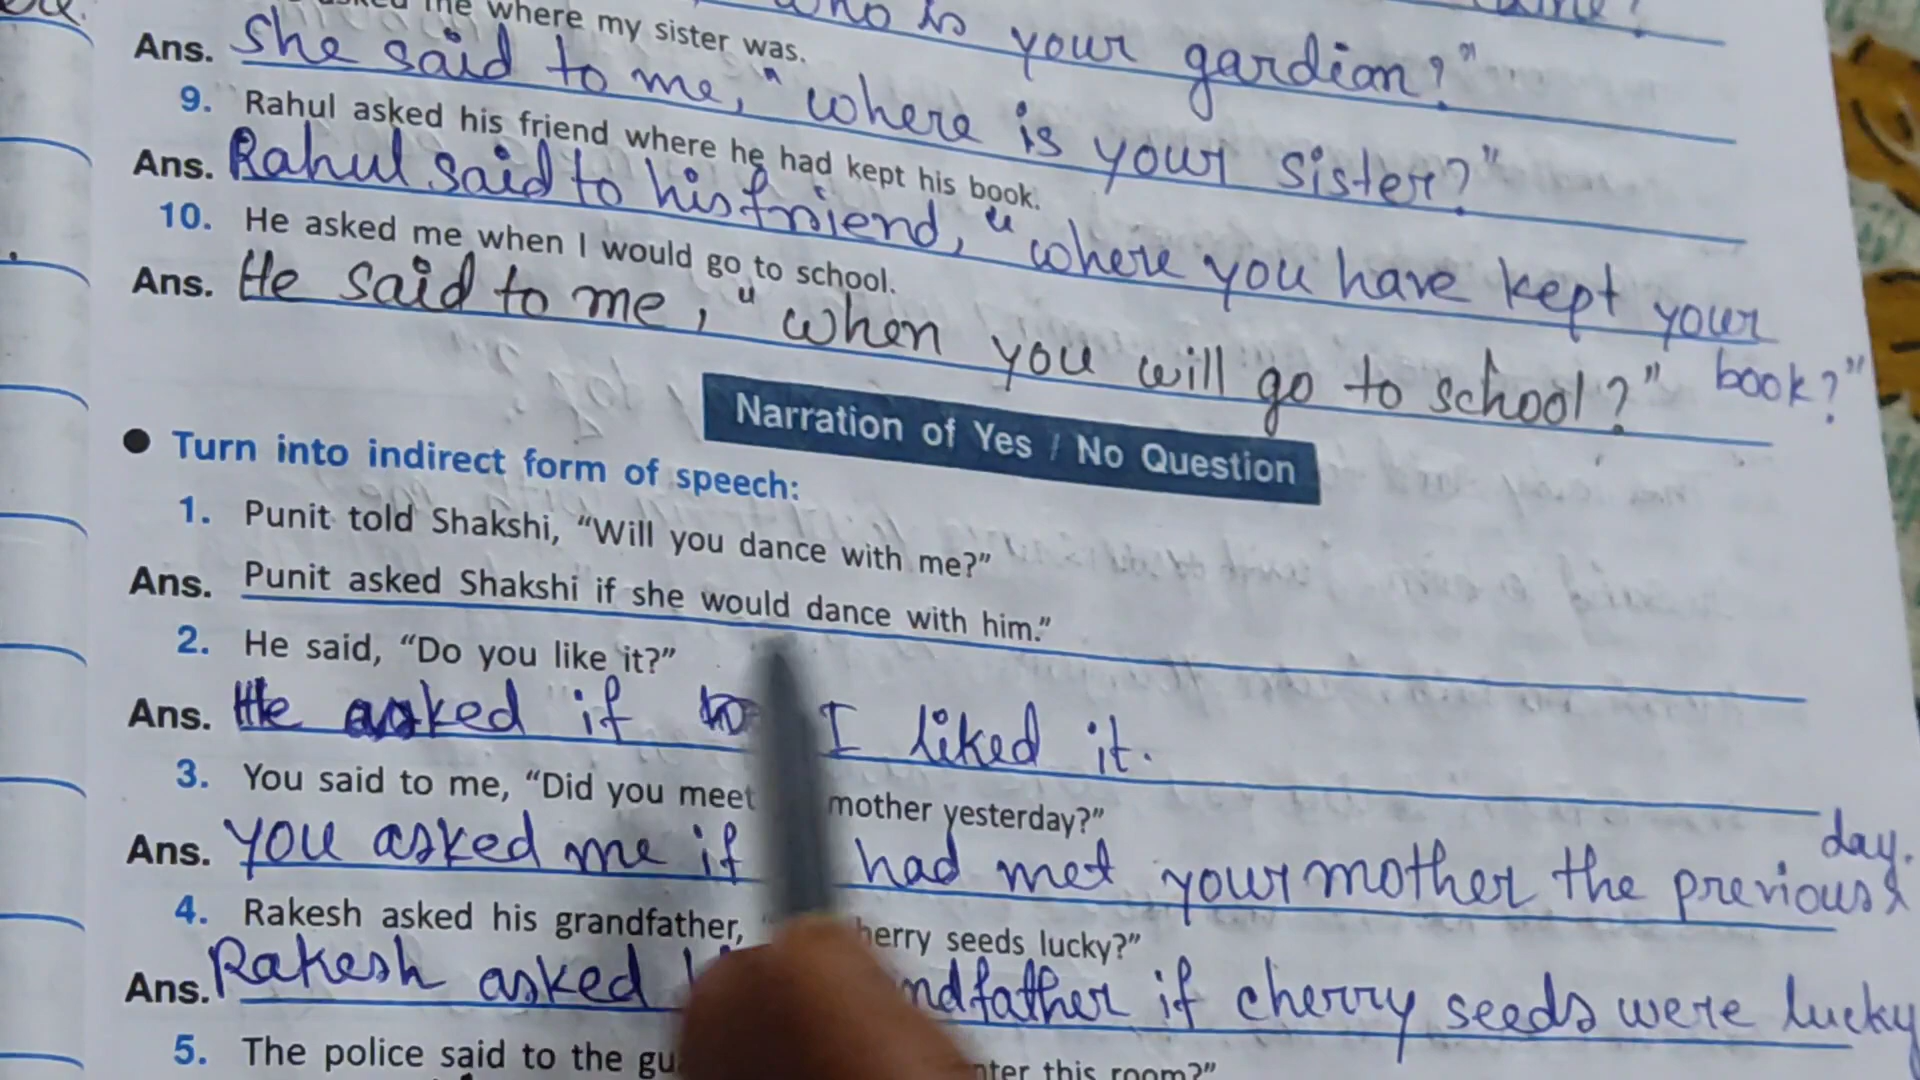 me where my sister was.
who is your gardian?"
Ans. She said to me, "where is your sister?"
9. Rahul asked his friend where he had kept his book.
Ans. Rahul said to his friend, "where you have kept your book?"
10. He asked me when I would go to school.
Ans. He said to me, "when you will go to school?"
Narration of Yes / No Question
● Turn into indirect form of speech:
1. Punit told Shakshi, “Will you dance with me?”
Ans. Punit asked Shakshi if she would dance with him.”
2. He said, “Do you like it?”
Ans. He asked if I liked it.
3. You said to me, “Did you meet mother yesterday?”
Ans. You asked me if had met your mother the previous day.
4. Rakesh asked his grandfather, seeds lucky?”
Ans. Rakesh asked if cherry seeds were lucky
5. The police said to the this room?”